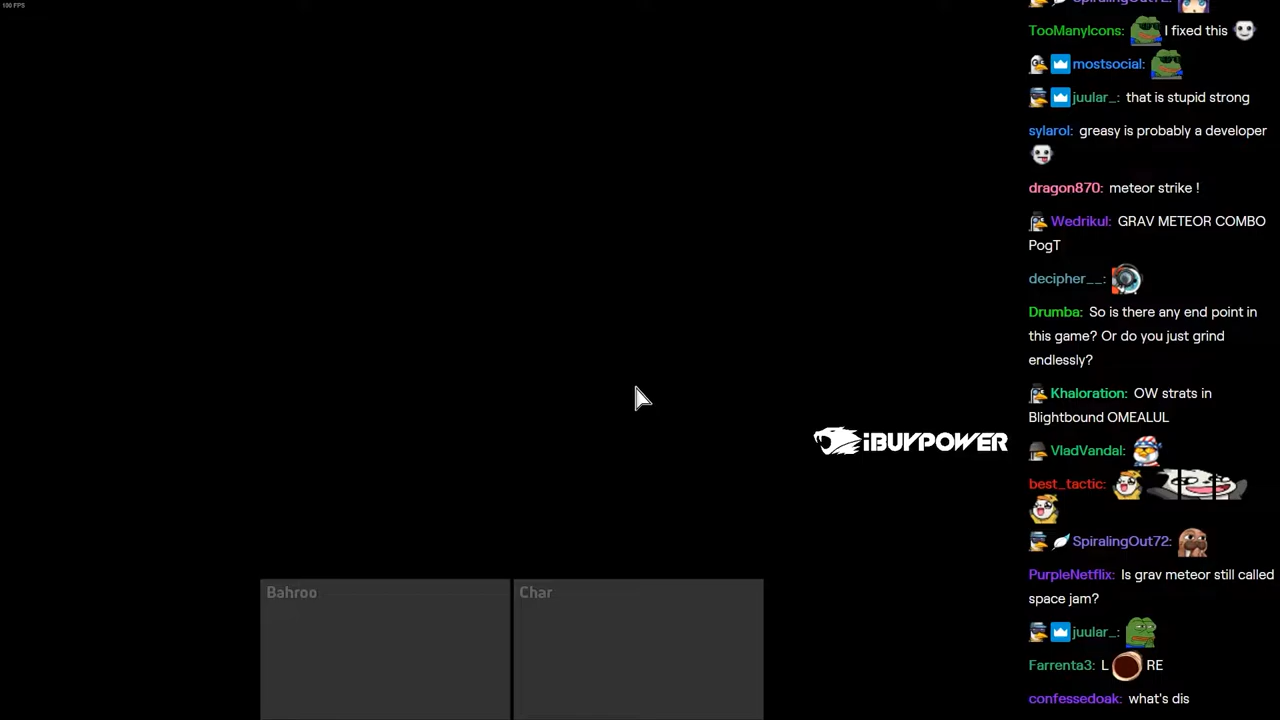 100 FPS
SpiralingOut72:
TooManyIcons: I fixed this
mostsocial:
juular_: that is stupid strong
sylarol: greasy is probably a developer
dragon870: meteor strike !
Wedrikul: GRAV METEOR COMBO
PogT
decipher__:
Drumba: So is there any end point in
this game? Or do you just grind
endlessly?
Khaloration: OW strats in
Blightbound OMEALUL
VladVandal:
best_tactic:
SpiralingOut72:
PurpleNetflix: Is grav meteor still called
space jam?
juular_:
Farrenta3: L RE
confessedoak: what's dis
iBUYPOWER
Bahroo
Char